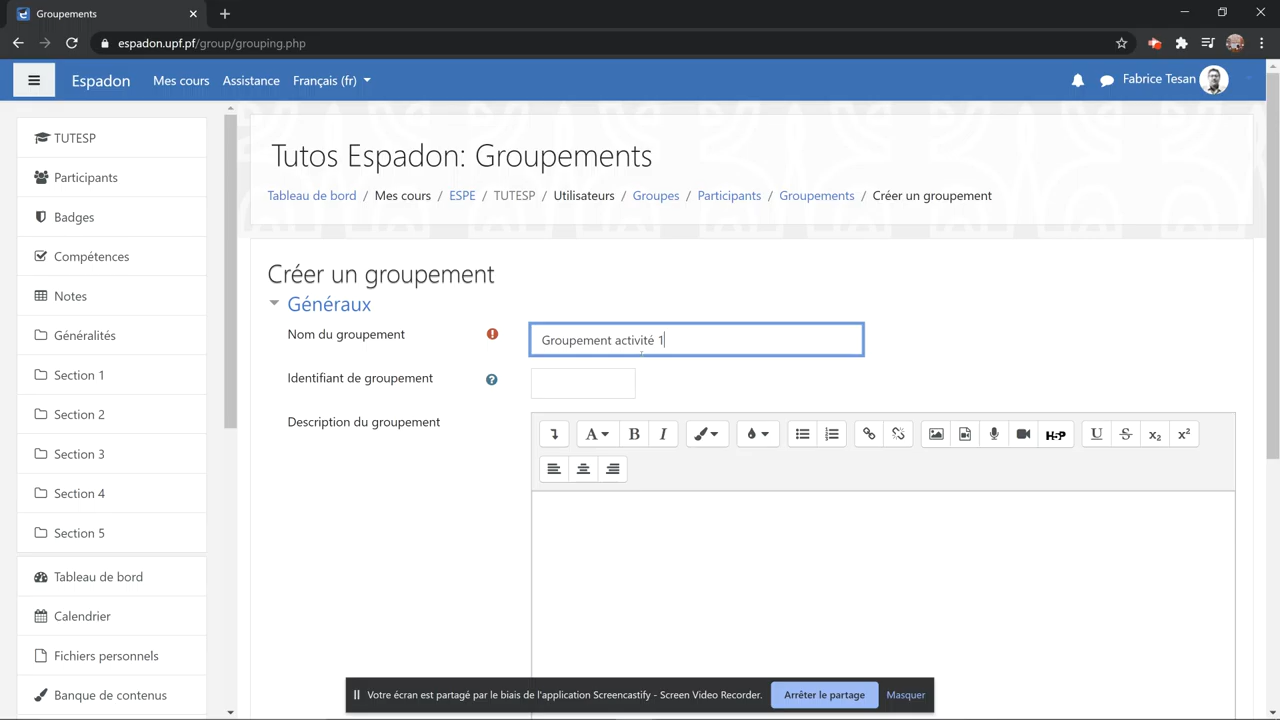 Groupements
espadon.upf.pf/group/grouping.php
Espadon Mes cours Assistance Français (fr) Fabrice Tesan
TUTESP
Participants
Badges
Compétences
Notes
Généralités
Section 1
Section 2
Section 3
Section 4
Section 5
Tableau de bord
Calendrier
Fichiers personnels
Banque de contenus
Tutos Espadon: Groupements
Tableau de bord / Mes cours / ESPE / TUTESP / Utilisateurs / Groupes / Participants / Groupements / Créer un groupement
Créer un groupement
Généraux
Nom du groupement
Groupement activité 1
Identifiant de groupement
Description du groupement
A B I H-P U S x₂ x²
Votre écran est partagé par le biais de l'application Screencastify - Screen Video Recorder. Arrêter le partage Masquer